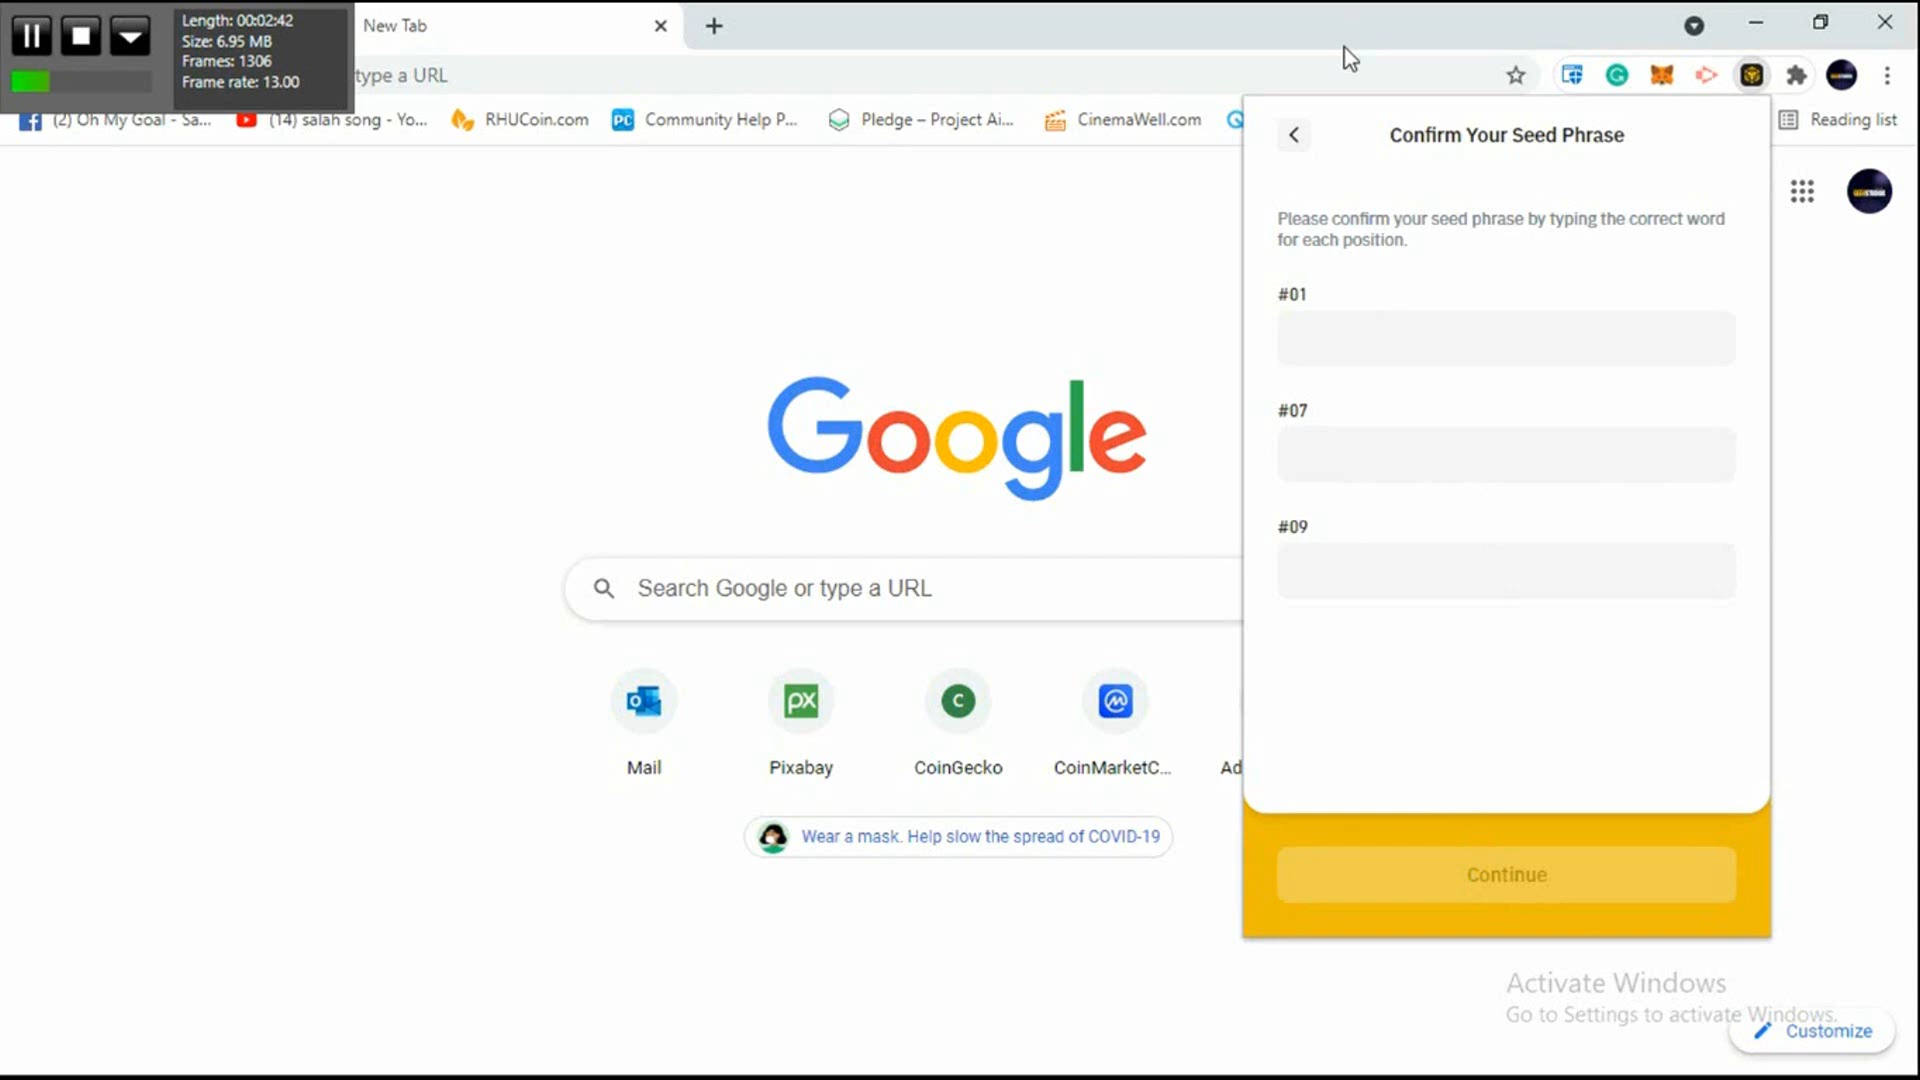 Length: 00:02:42
Size: 6.95 MB
Frames: 1306
Frame rate: 13.00
New Tab
type a URL
(2) Oh My Goal - Sa...
(14) salah song - Yo...
RHUCoin.com
PC
Community Help P...
Pledge – Project Ai...
CinemaWell.com
Reading list
Confirm Your Seed Phrase
Please confirm your seed phrase by typing the correct word
for each position.
#01
#07
#09
Continue
Google
Search Google or type a URL
px
C
Mail
Pixabay
CoinGecko
CoinMarketC...
Ad
Wear a mask. Help slow the spread of COVID-19
Activate Windows
Go to Settings to activate Windows.
Customize